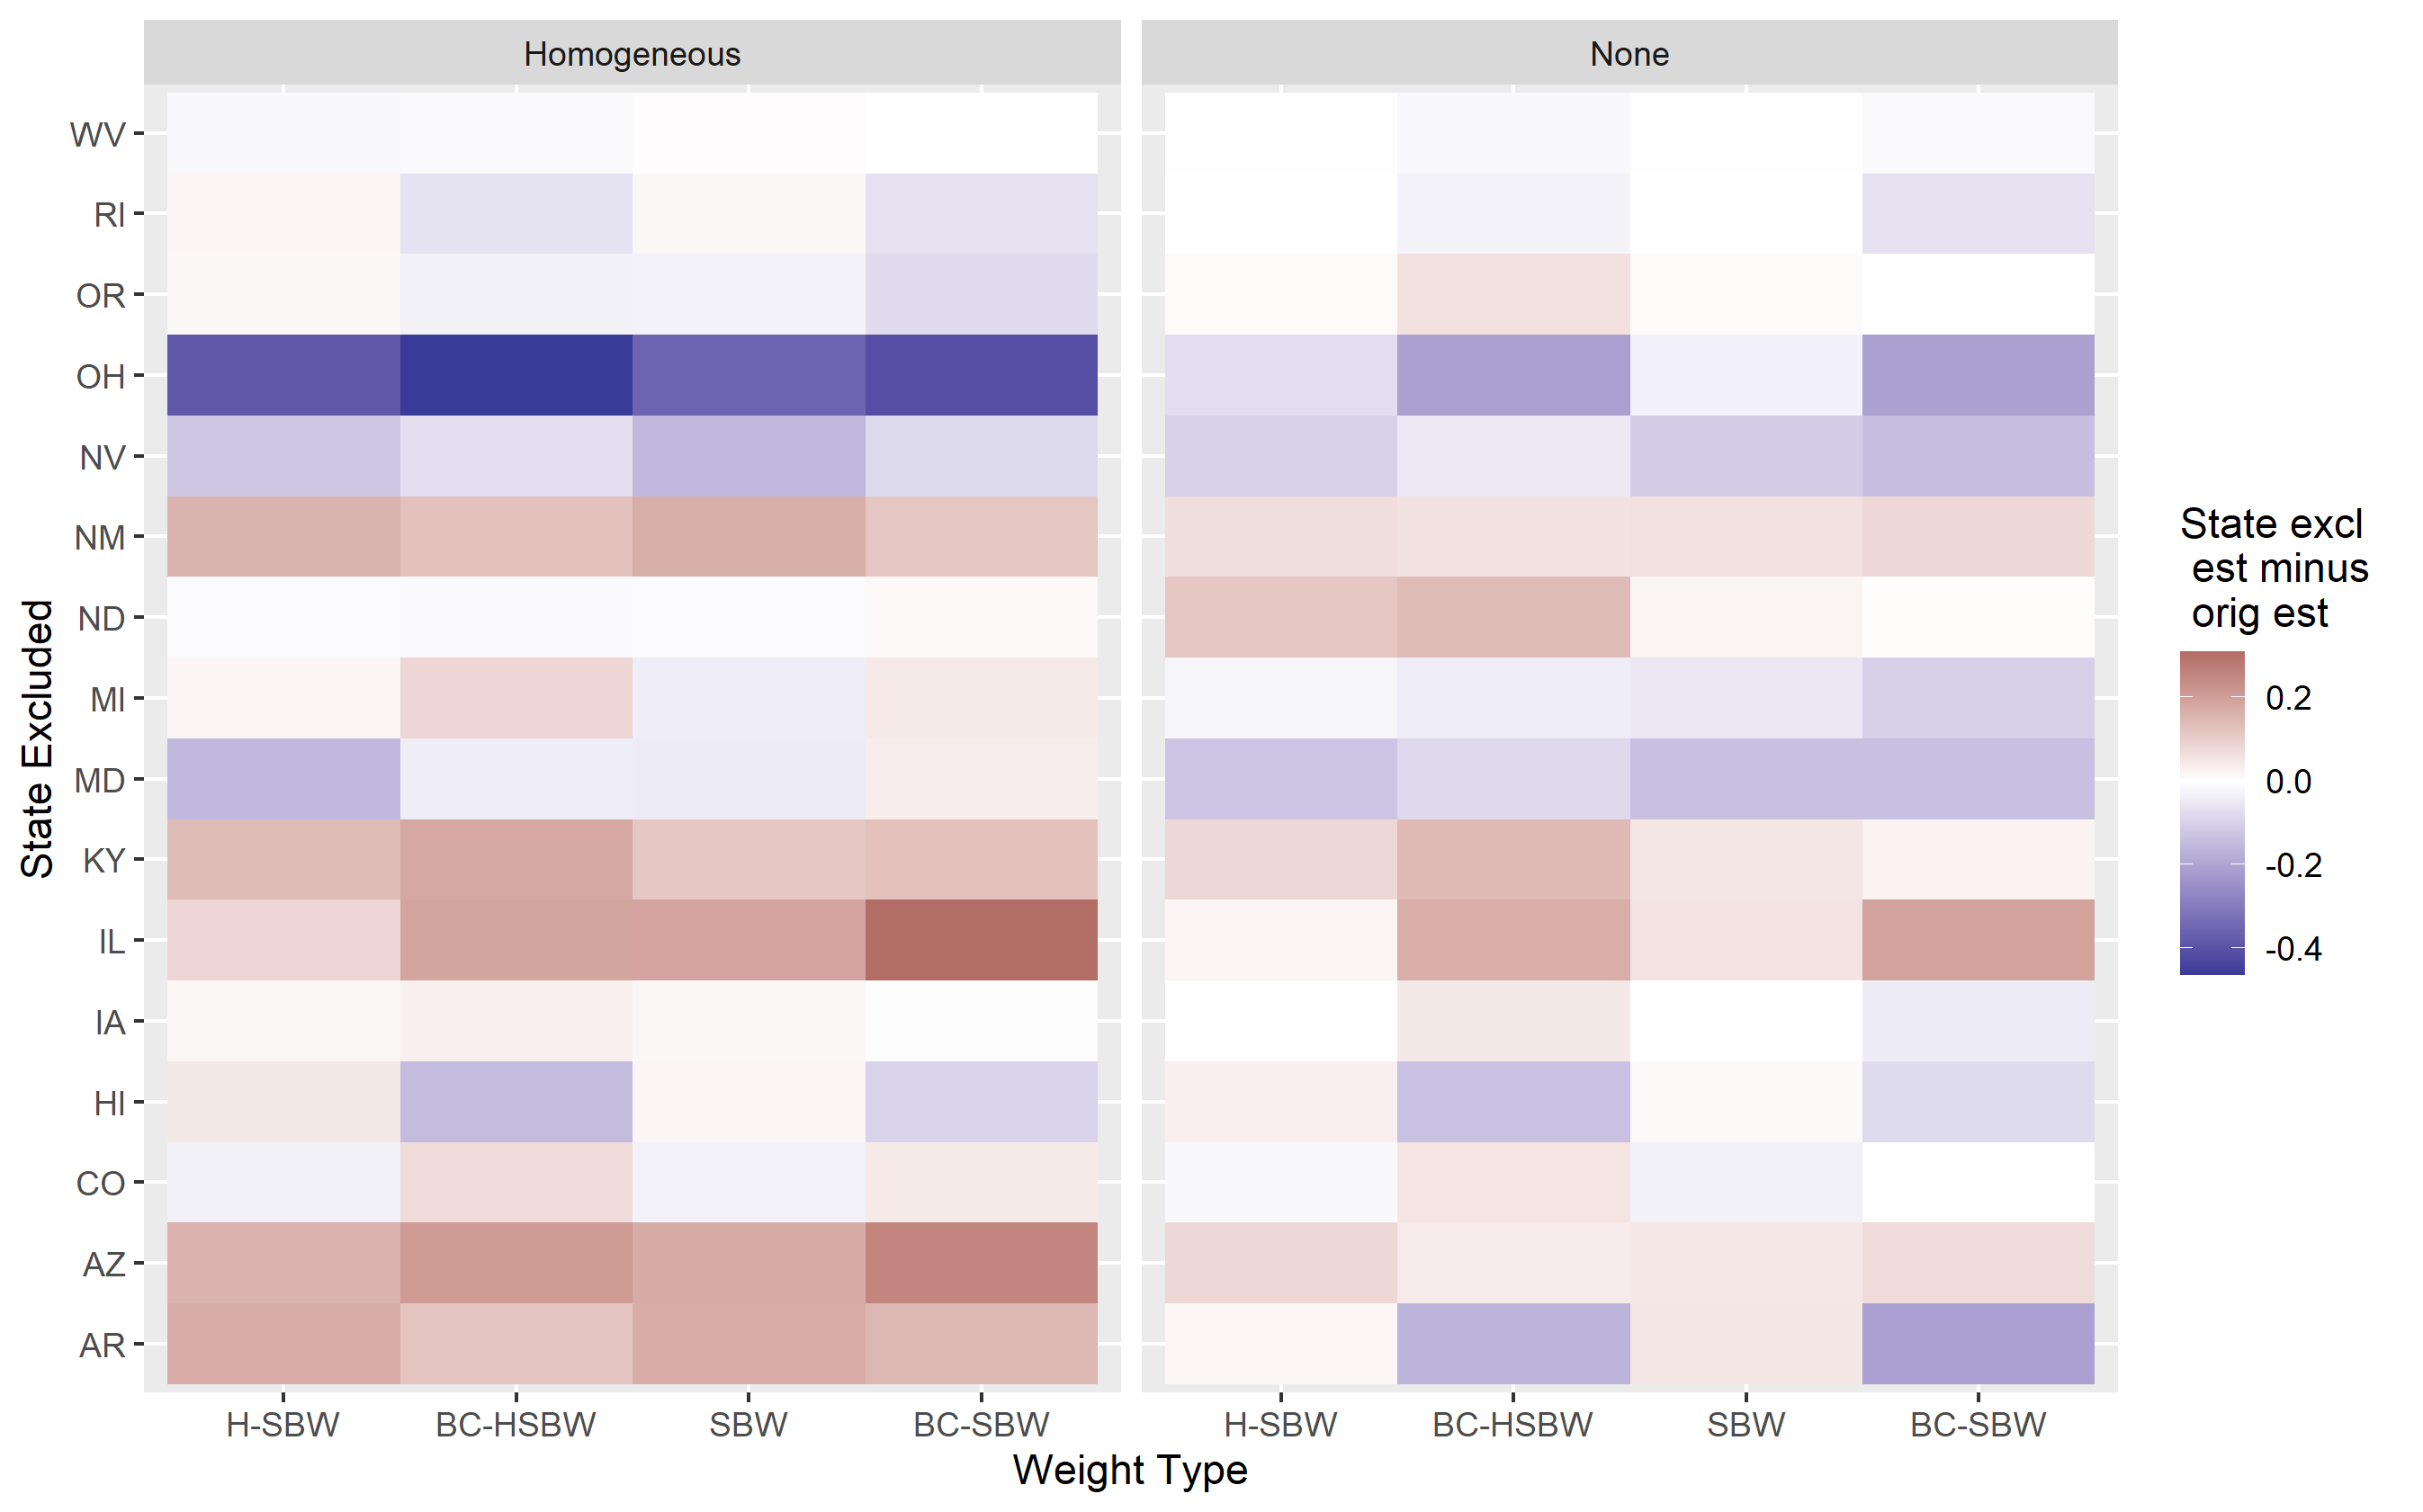 Homogeneous
None
State Excluded
WV
RI
OR
OH
NV
NM
ND
MI
MD
KY
IL
IA
HI
CO
AZ
AR
H-SBW
BC-HSBW
SBW
BC-SBW
H-SBW
BC-HSBW
SBW
BC-SBW
Weight Type
State excl
est minus
orig est
0.2
0.0
-0.2
-0.4